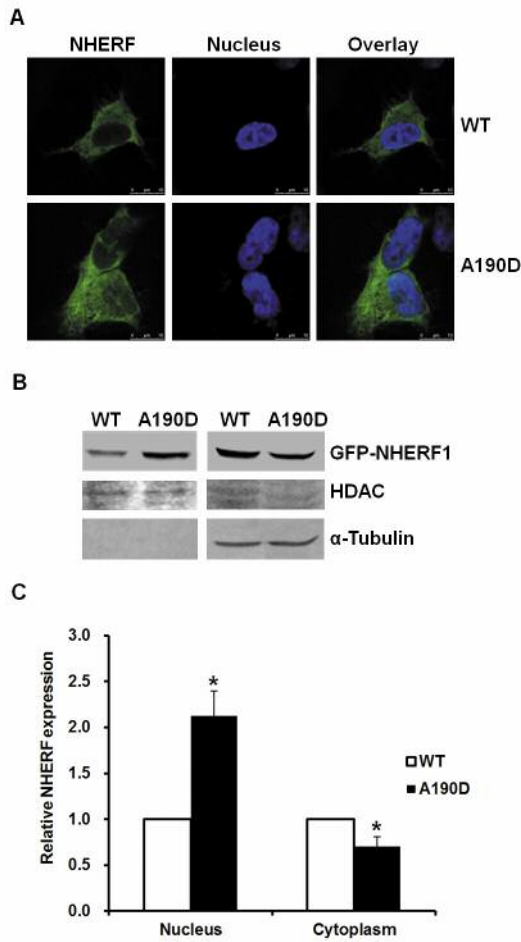 A
NHERF Nucleus Overlay
WT
A190D
B
WT A190D WT A190D
GFP-NHERF1
HDAC
α-Tubulin
C
3.0
2.5
2.0
1.5
1.0
0.5
0.0
Relative NHERF expression
*
*
WT
A190D
Nucleus Cytoplasm